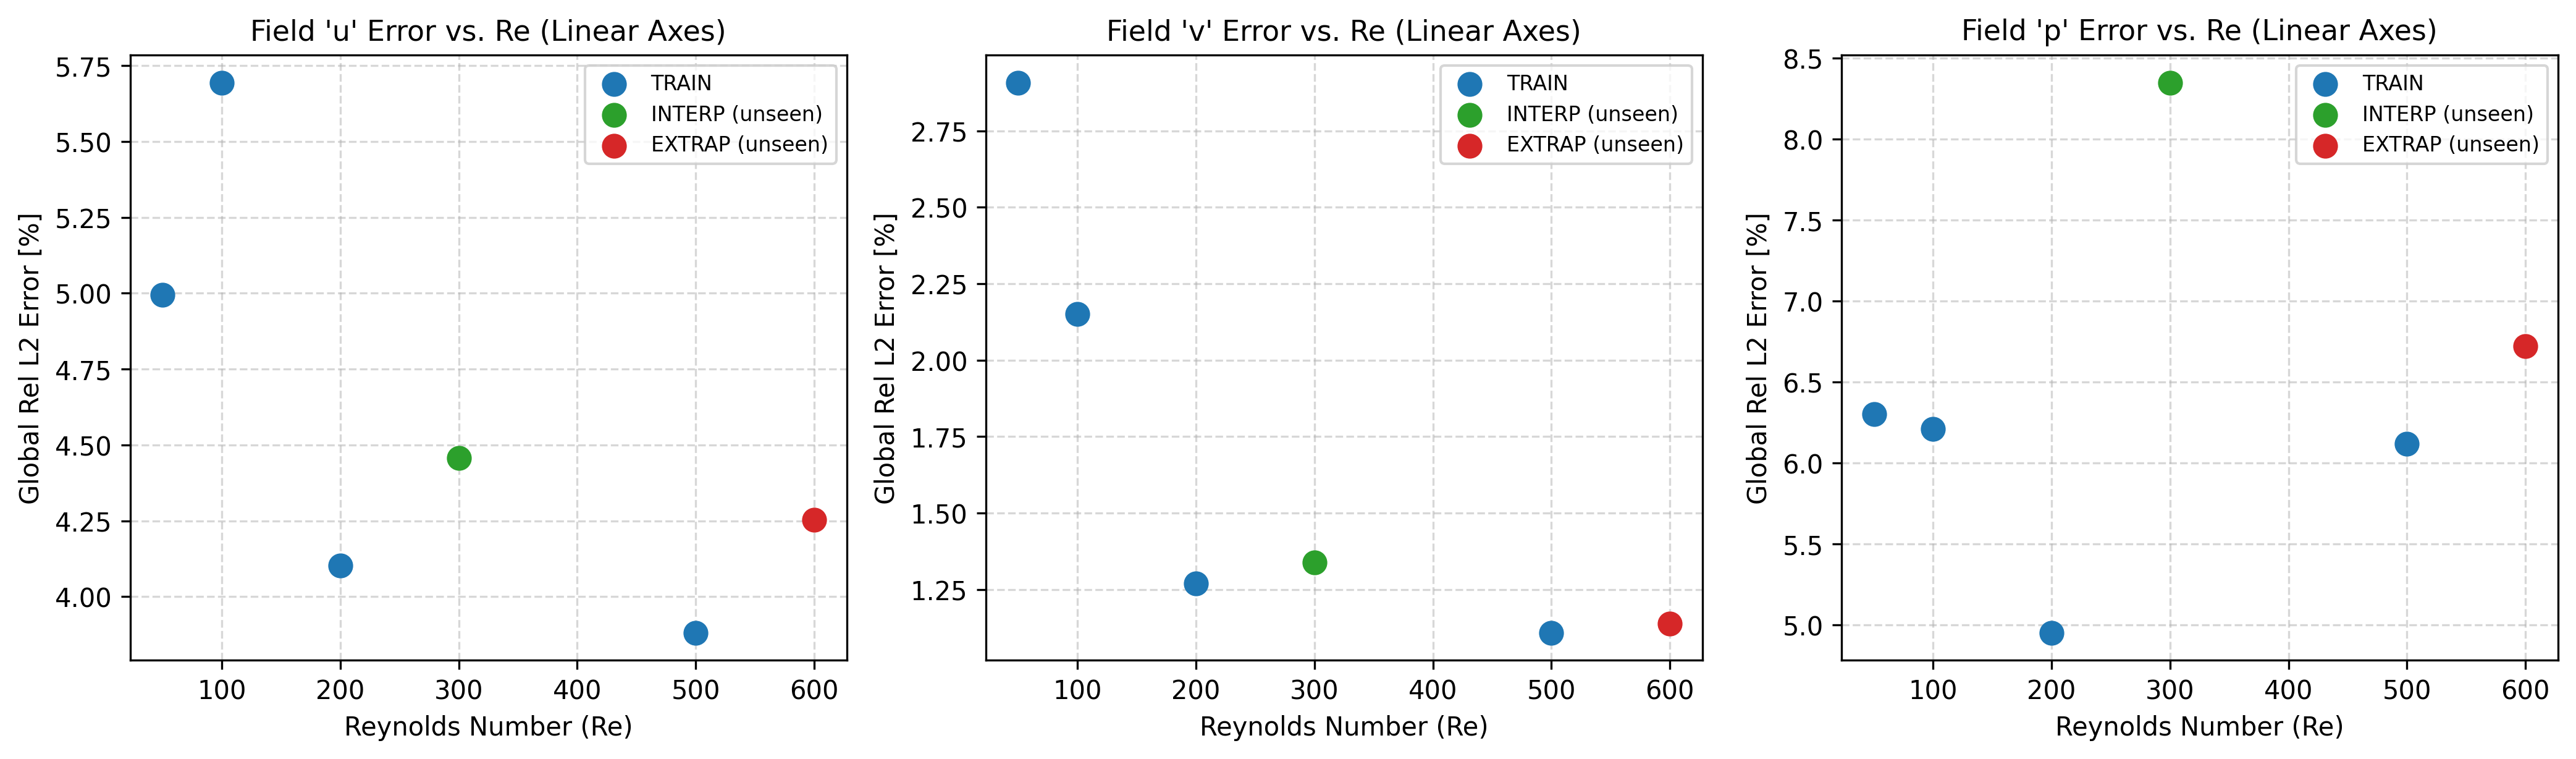 Field 'u' Error vs. Re (Linear Axes)
TRAIN
INTERP (unseen)
EXTRAP (unseen)
Global Rel L2 Error [%]
5.75
5.50
5.25
5.00
4.75
4.50
4.25
4.00
100 200 300 400 500 600
Reynolds Number (Re)
Field 'v' Error vs. Re (Linear Axes)
TRAIN
INTERP (unseen)
EXTRAP (unseen)
Global Rel L2 Error [%]
2.75
2.50
2.25
2.00
1.75
1.50
1.25
100 200 300 400 500 600
Reynolds Number (Re)
Field 'p' Error vs. Re (Linear Axes)
TRAIN
INTERP (unseen)
EXTRAP (unseen)
Global Rel L2 Error [%]
8.5
8.0
7.5
7.0
6.5
6.0
5.5
5.0
100 200 300 400 500 600
Reynolds Number (Re)